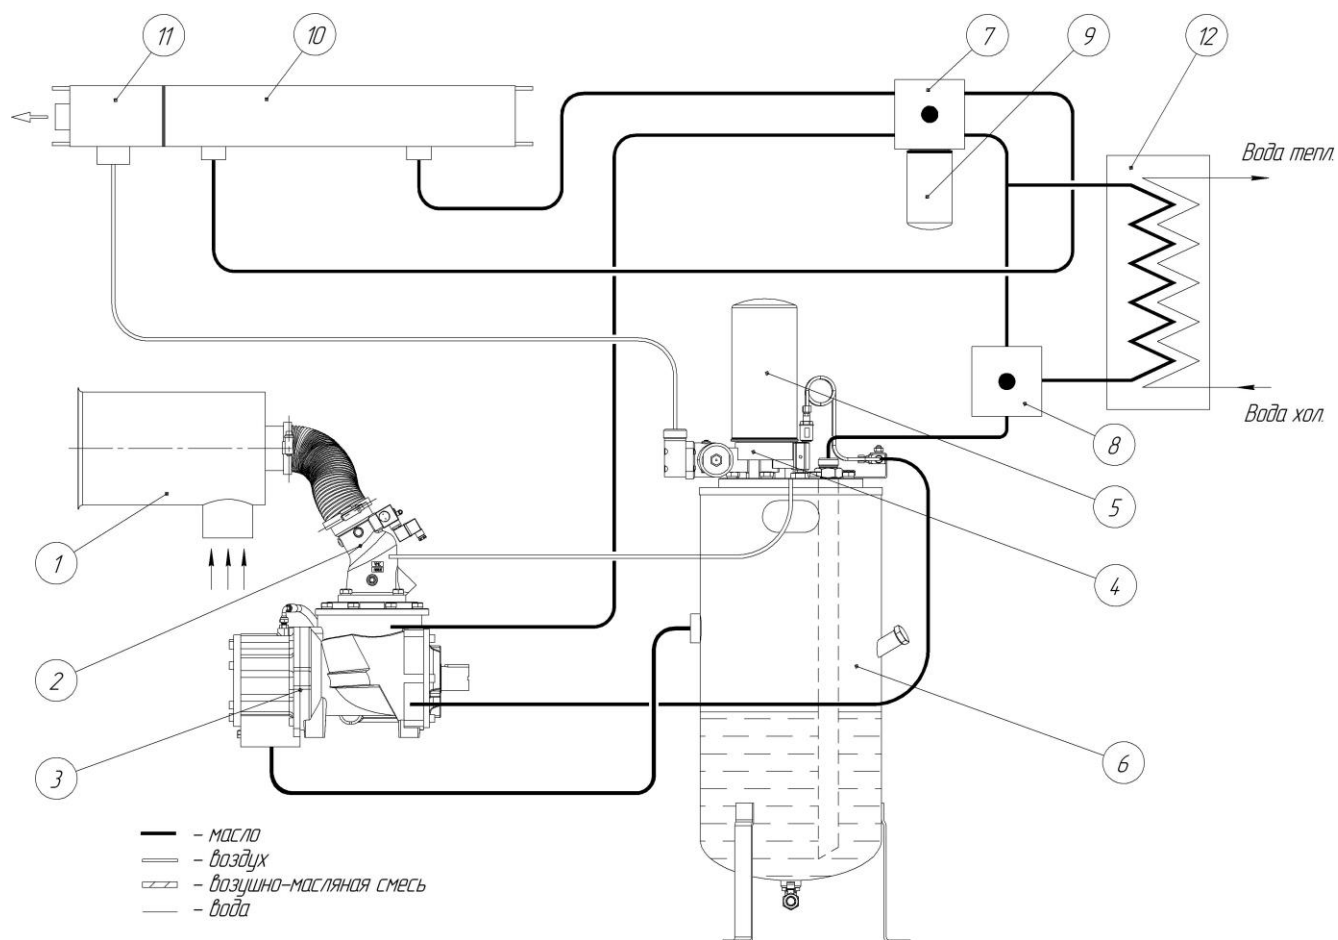 11
10
7
9
12
Вода тепл.
Вода хол.
8
5
1
4
2
6
3
– масло
– воздух
– возушно-масляная смесь
– вода